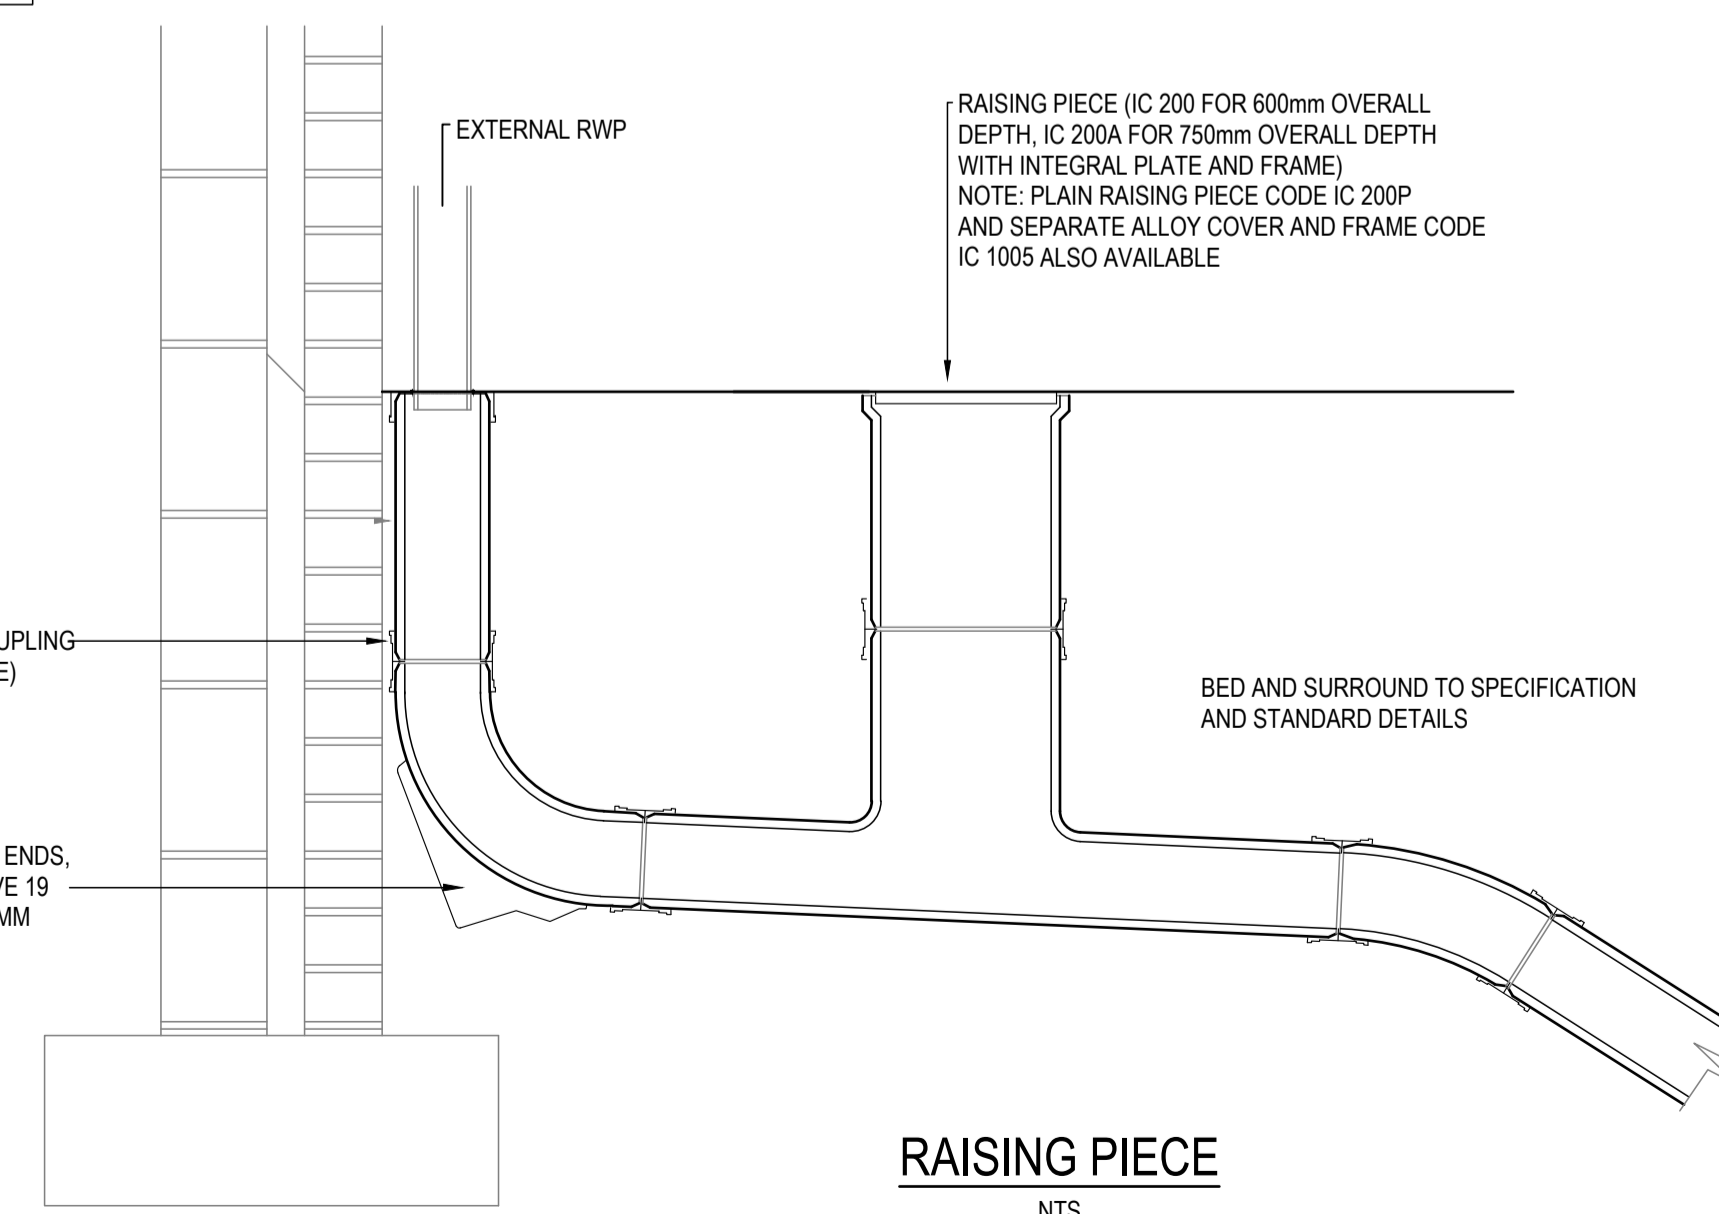 EXTERNAL RWP
RAISING PIECE (IC 200 FOR 600mm OVERALL
DEPTH, IC 200A FOR 750mm OVERALL DEPTH
WITH INTEGRAL PLATE AND FRAME)
NOTE: PLAIN RAISING PIECE CODE IC 200P
AND SEPARATE ALLOY COVER AND FRAME CODE
IC 1005 ALSO AVAILABLE
UPLING
E)
BED AND SURROUND TO SPECIFICATION
AND STANDARD DETAILS
ENDS,
VE 19
MM
RAISING PIECE
NTS